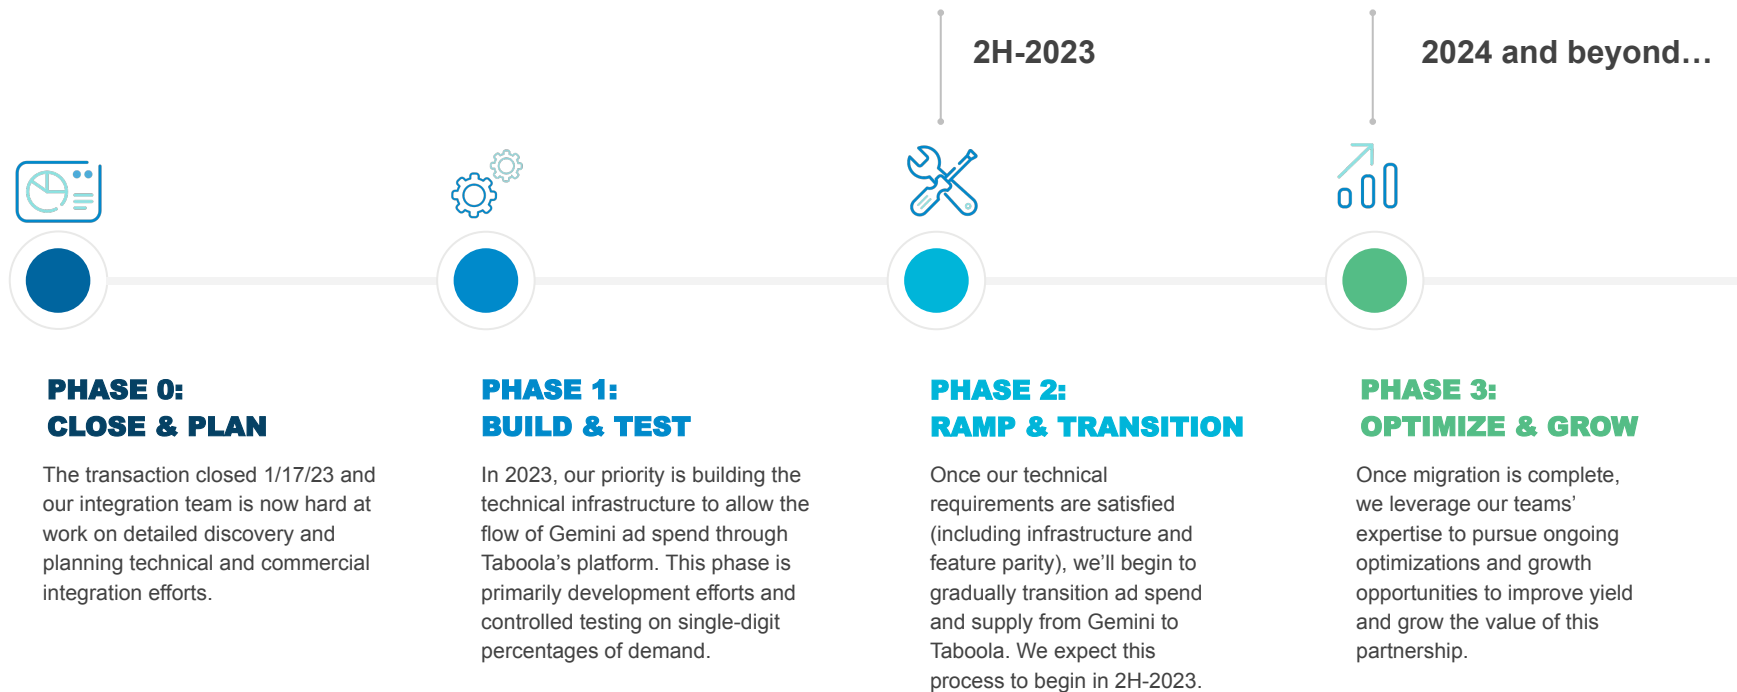 2H-2023
2024 and beyond…
PHASE 0:
CLOSE & PLAN
The transaction closed 1/17/23 and
our integration team is now hard at
work on detailed discovery and
planning technical and commercial
integration efforts.
PHASE 1:
BUILD & TEST
In 2023, our priority is building the
technical infrastructure to allow the
flow of Gemini ad spend through
Taboola’s platform. This phase is
primarily development efforts and
controlled testing on single-digit
percentages of demand.
PHASE 2:
RAMP & TRANSITION
Once our technical
requirements are satisfied
(including infrastructure and
feature parity), we’ll begin to
gradually transition ad spend
and supply from Gemini to
Taboola. We expect this
process to begin in 2H-2023.
PHASE 3:
OPTIMIZE & GROW
Once migration is complete,
we leverage our teams’
expertise to pursue ongoing
optimizations and growth
opportunities to improve yield
and grow the value of this
partnership.